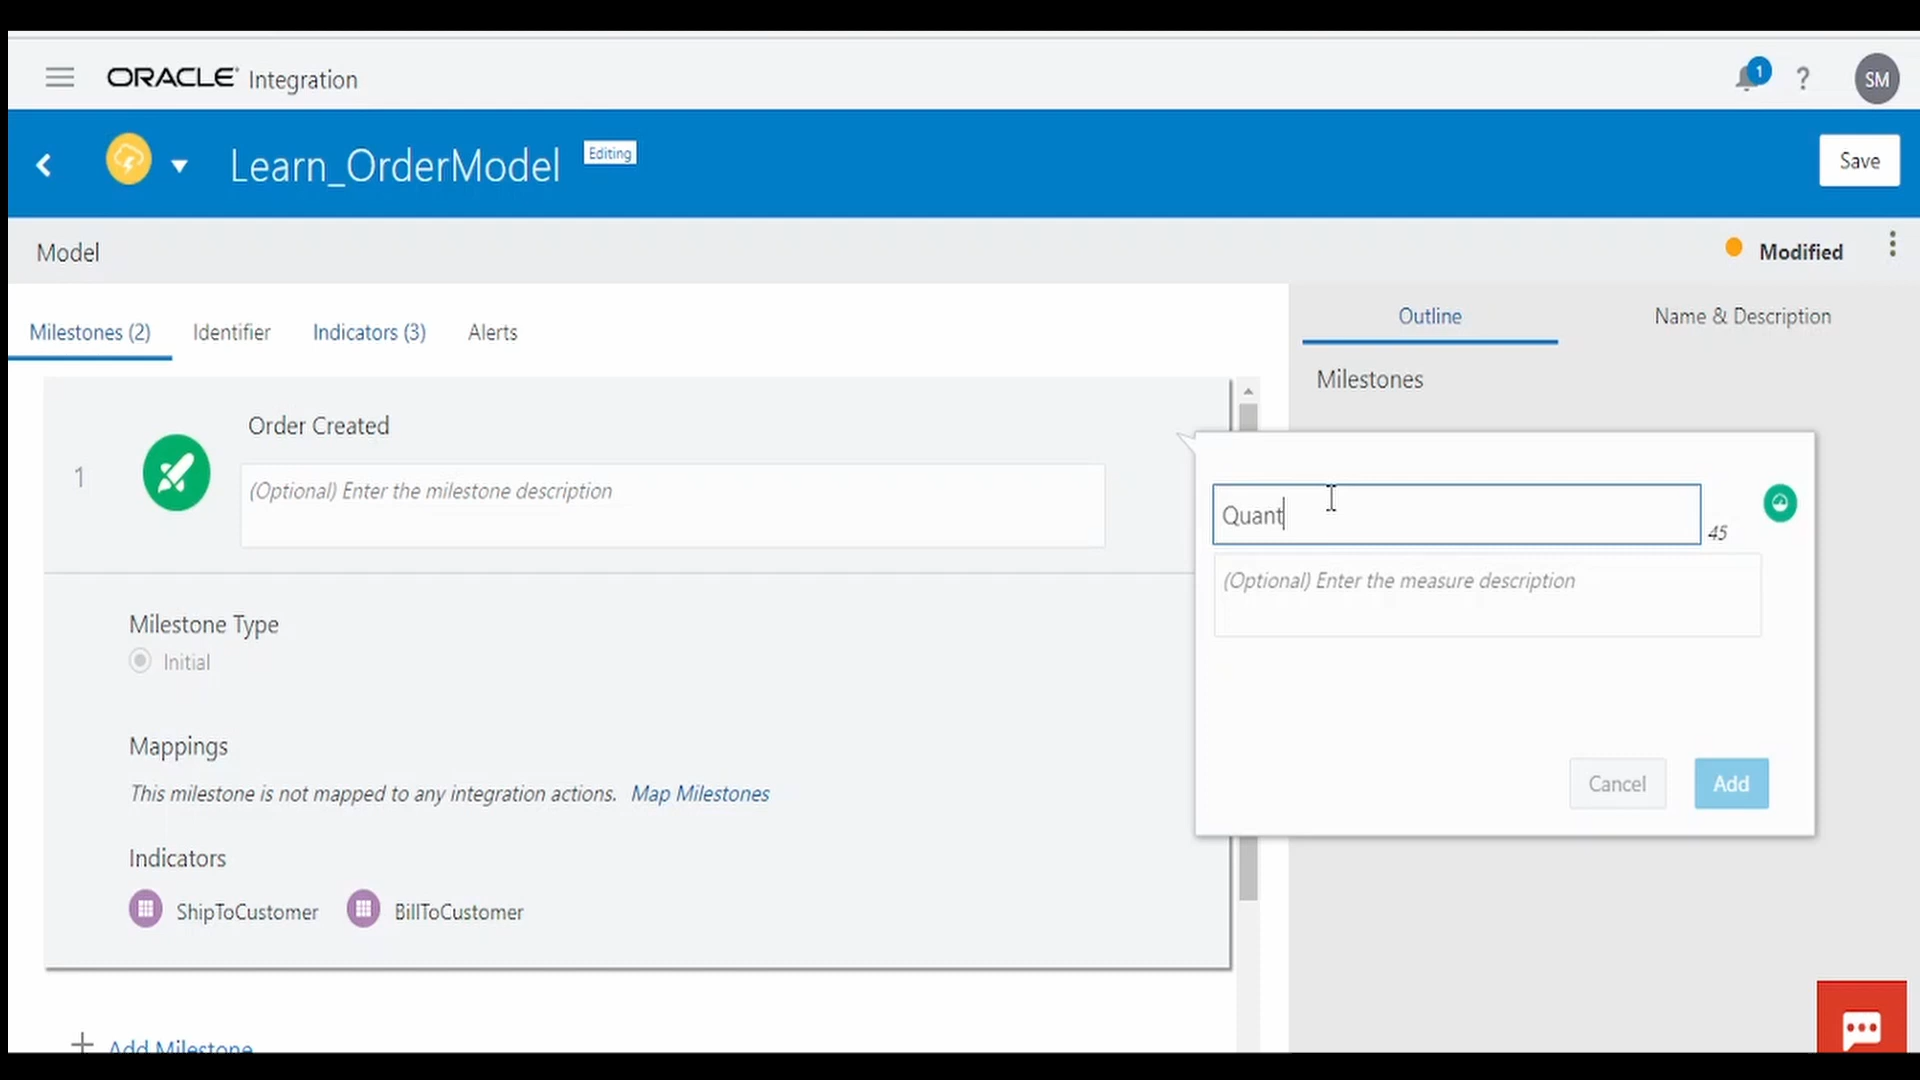 ORACLE Integration
1
?
SM
Learn_OrderModel
Editing
Save
Model
Modified
Milestones (2)
Identifier
Indicators (3)
Alerts
Outline
Name & Description
Milestones
1
Order Created
(Optional) Enter the milestone description
Quant
45
(Optional) Enter the measure description
Cancel
Add
Milestone Type
Initial
Mappings
This milestone is not mapped to any integration actions. Map Milestones
Indicators
ShipToCustomer
BillToCustomer
Add Milestone